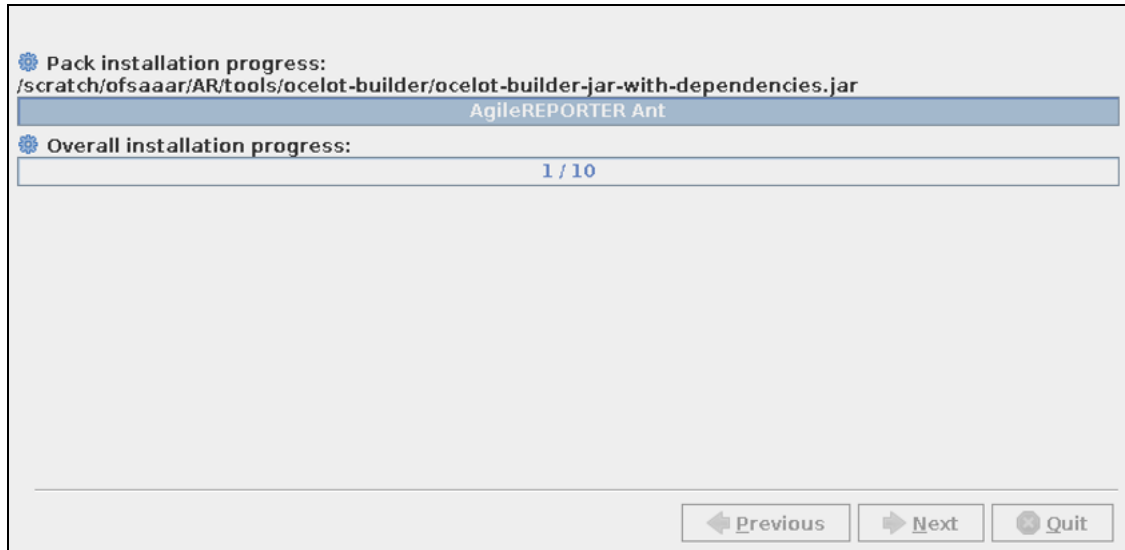 Pack installation progress:
/scratch/ofsaaar/AR/tools/ocelot-builder/ocelot-builder-jar-with-dependencies.jar
AgileREPORTER Ant
Overall installation progress:
1 / 10
Previous Next Quit